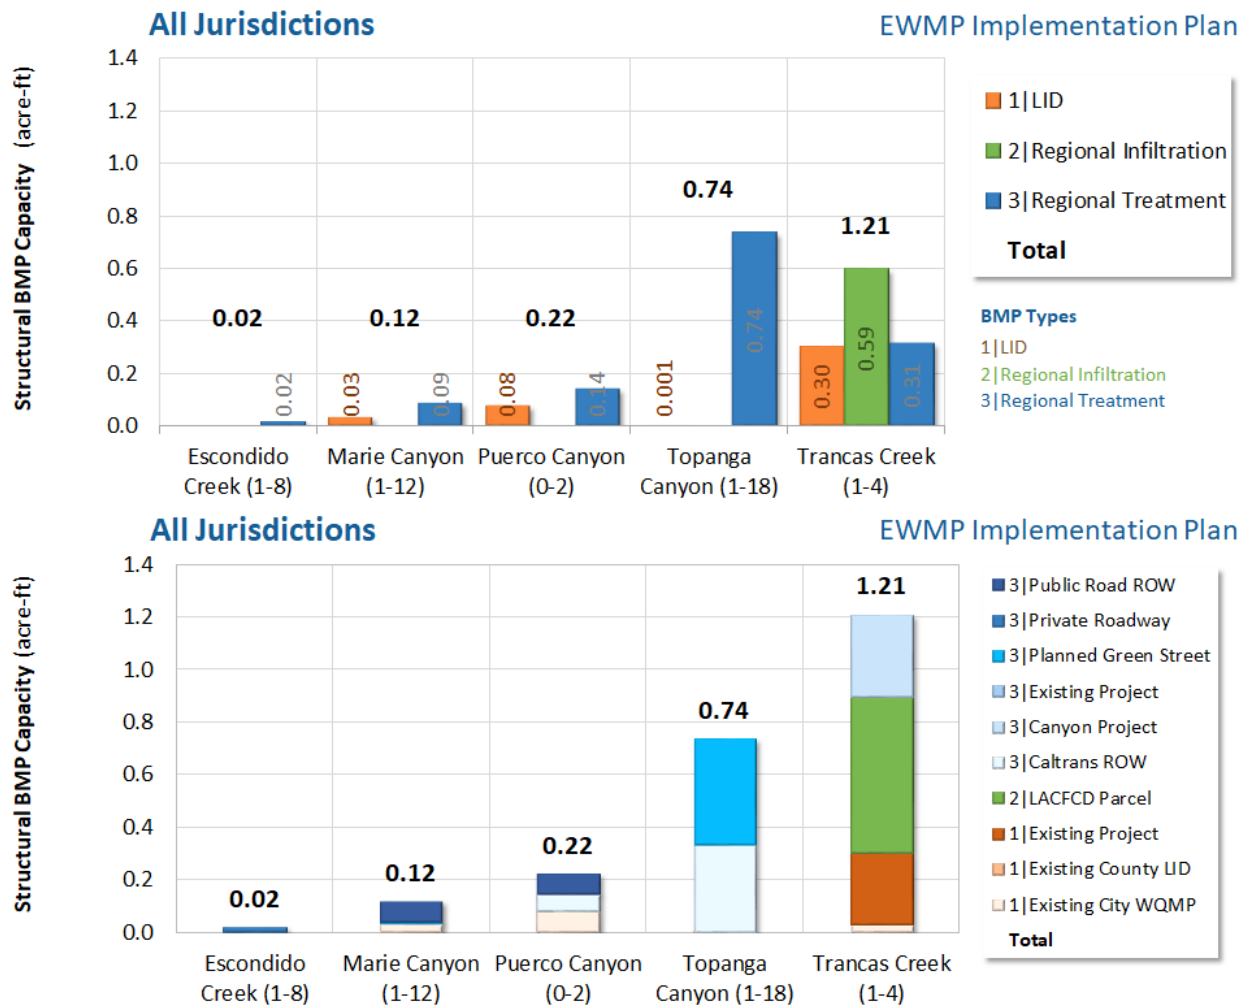 All Jurisdictions
EWMP Implementation Plan
Structural BMP Capacity (acre-ft)
1.4
1.2
1.0
0.8
0.6
0.4
0.2
0.0
0.02
0.12
0.22
0.74
1.21
0.02
0.03
0.09
0.08
0.14
0.001
0.74
0.30
0.59
0.31
Escondido
Creek (1-8)
Marie Canyon
(1-12)
Puerco Canyon
(0-2)
Topanga
Canyon (1-18)
Trancas Creek
(1-4)
1|LID
2|Regional Infiltration
3|Regional Treatment
Total
BMP Types
1|LID
2|Regional Infiltration
3|Regional Treatment
All Jurisdictions
EWMP Implementation Plan
Structural BMP Capacity (acre-ft)
1.4
1.2
1.0
0.8
0.6
0.4
0.2
0.0
0.02
0.12
0.22
0.74
1.21
Escondido
Creek (1-8)
Marie Canyon
(1-12)
Puerco Canyon
(0-2)
Topanga
Canyon (1-18)
Trancas Creek
(1-4)
3|Public Road ROW
3|Private Roadway
3|Planned Green Street
3|Existing Project
3|Canyon Project
3|Caltrans ROW
2|LACFCD Parcel
1|Existing Project
1|Existing County LID
1|Existing City WQMP
Total